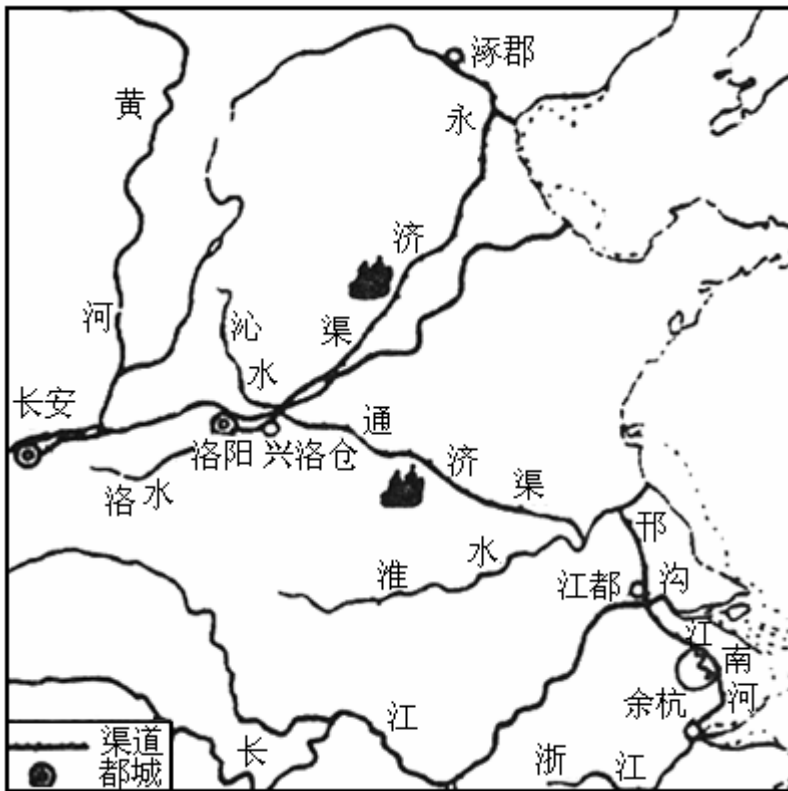 涿郡
黄河
永济渠
沁水
长安
洛阳 兴洛仓
通济渠
洛水
淮水
邗沟
江都
江南河
余杭
长江
浙江
渠道
都城